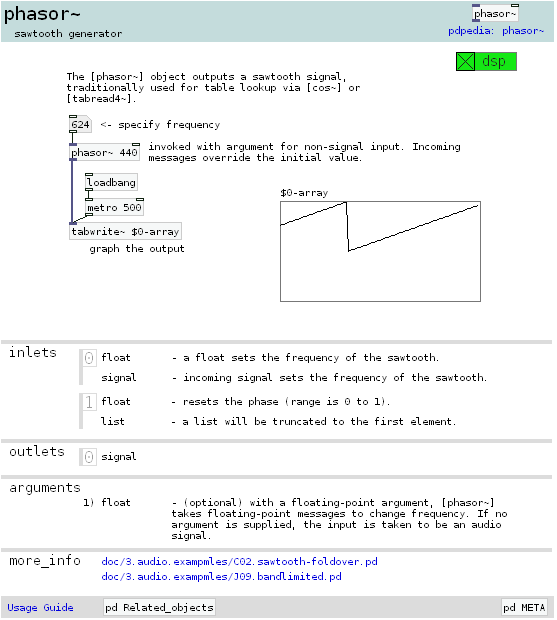 phasor~
phasor~
sawtooth generator
pdpedia: phasor~
dsp
The [phasor~] object outputs a sawtooth signal,
traditionally used for table lookup via [cos~] or
[tabread4~].
624 <- specify frequency
phasor~ 440
invoked with argument for non-signal input. Incoming
messages override the initial value.
loadbang
metro 500
tabwrite~ $0-array
graph the output
$0-array
inlets
0 float - a float sets the frequency of the sawtooth.
signal - incoming signal sets the frequency of the sawtooth.
1 float - resets the phase (range is 0 to 1).
list - a list will be truncated to the first element.
outlets
0 signal
arguments
1) float - (optional) with a floating-point argument, [phasor~]
takes floating-point messages to change frequency. If no
argument is supplied, the input is taken to be an audio
signal.
more_info
doc/3.audio.exampmles/C02.sawtooth-foldover.pd
doc/3.audio.exampmles/J09.bandlimited.pd
Usage Guide
pd Related_objects
pd META